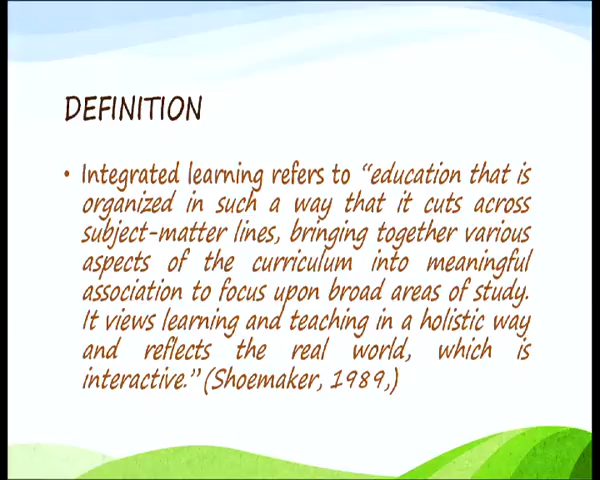 DEFINITION
• Integrated learning refers to “education that is
organized in such a way that it cuts across
subject-matter lines, bringing together various
aspects of the curriculum into meaningful
association to focus upon broad areas of study.
It views learning and teaching in a holistic way
and reflects the real world, which is
interactive.” (Shoemaker, 1989,)